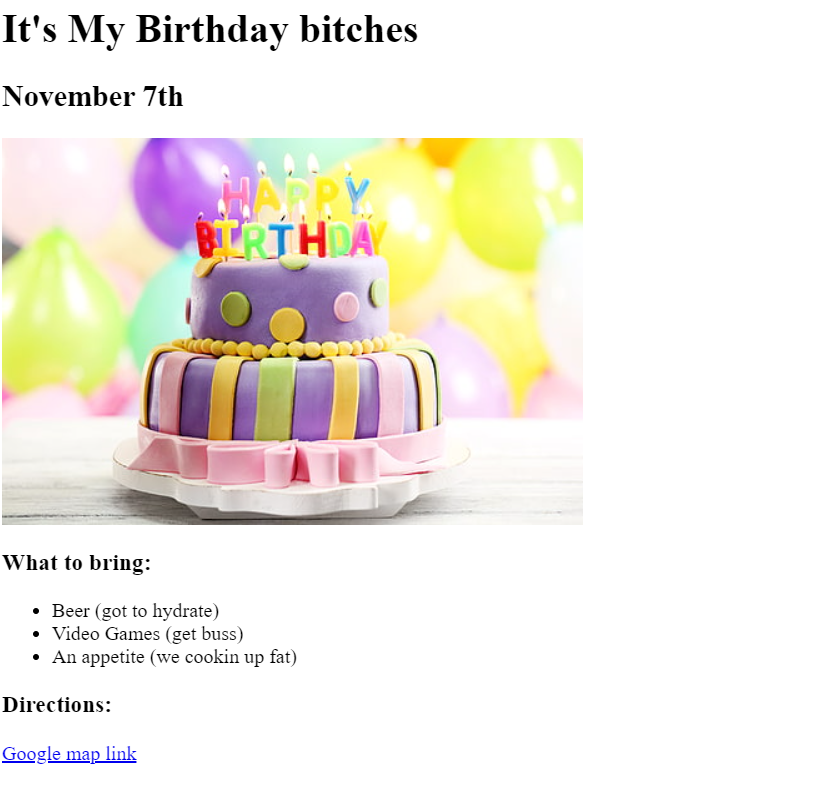 It's My Birthday bitches
November 7th
HAPPY
BIRTHDAY
What to bring:
Beer (got to hydrate)
Video Games (get buss)
An appetite (we cookin up fat)
Directions:
Google map link